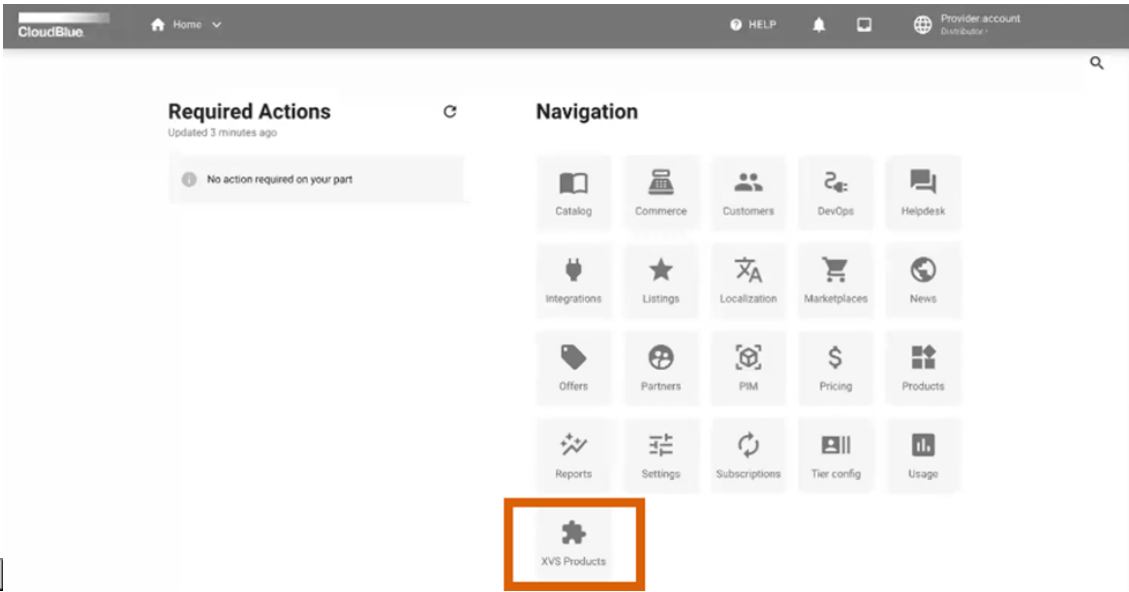 CloudBlue
Home
HELP
Provider account
Distributor
Required Actions
Updated 3 minutes ago
No action required on your part
Navigation
Catalog
Commerce
Customers
DevOps
Helpdesk
Integrations
Listings
Localization
Marketplaces
News
Offers
Partners
PIM
Pricing
Products
Reports
Settings
Subscriptions
Tier config
Usage
XVS Products